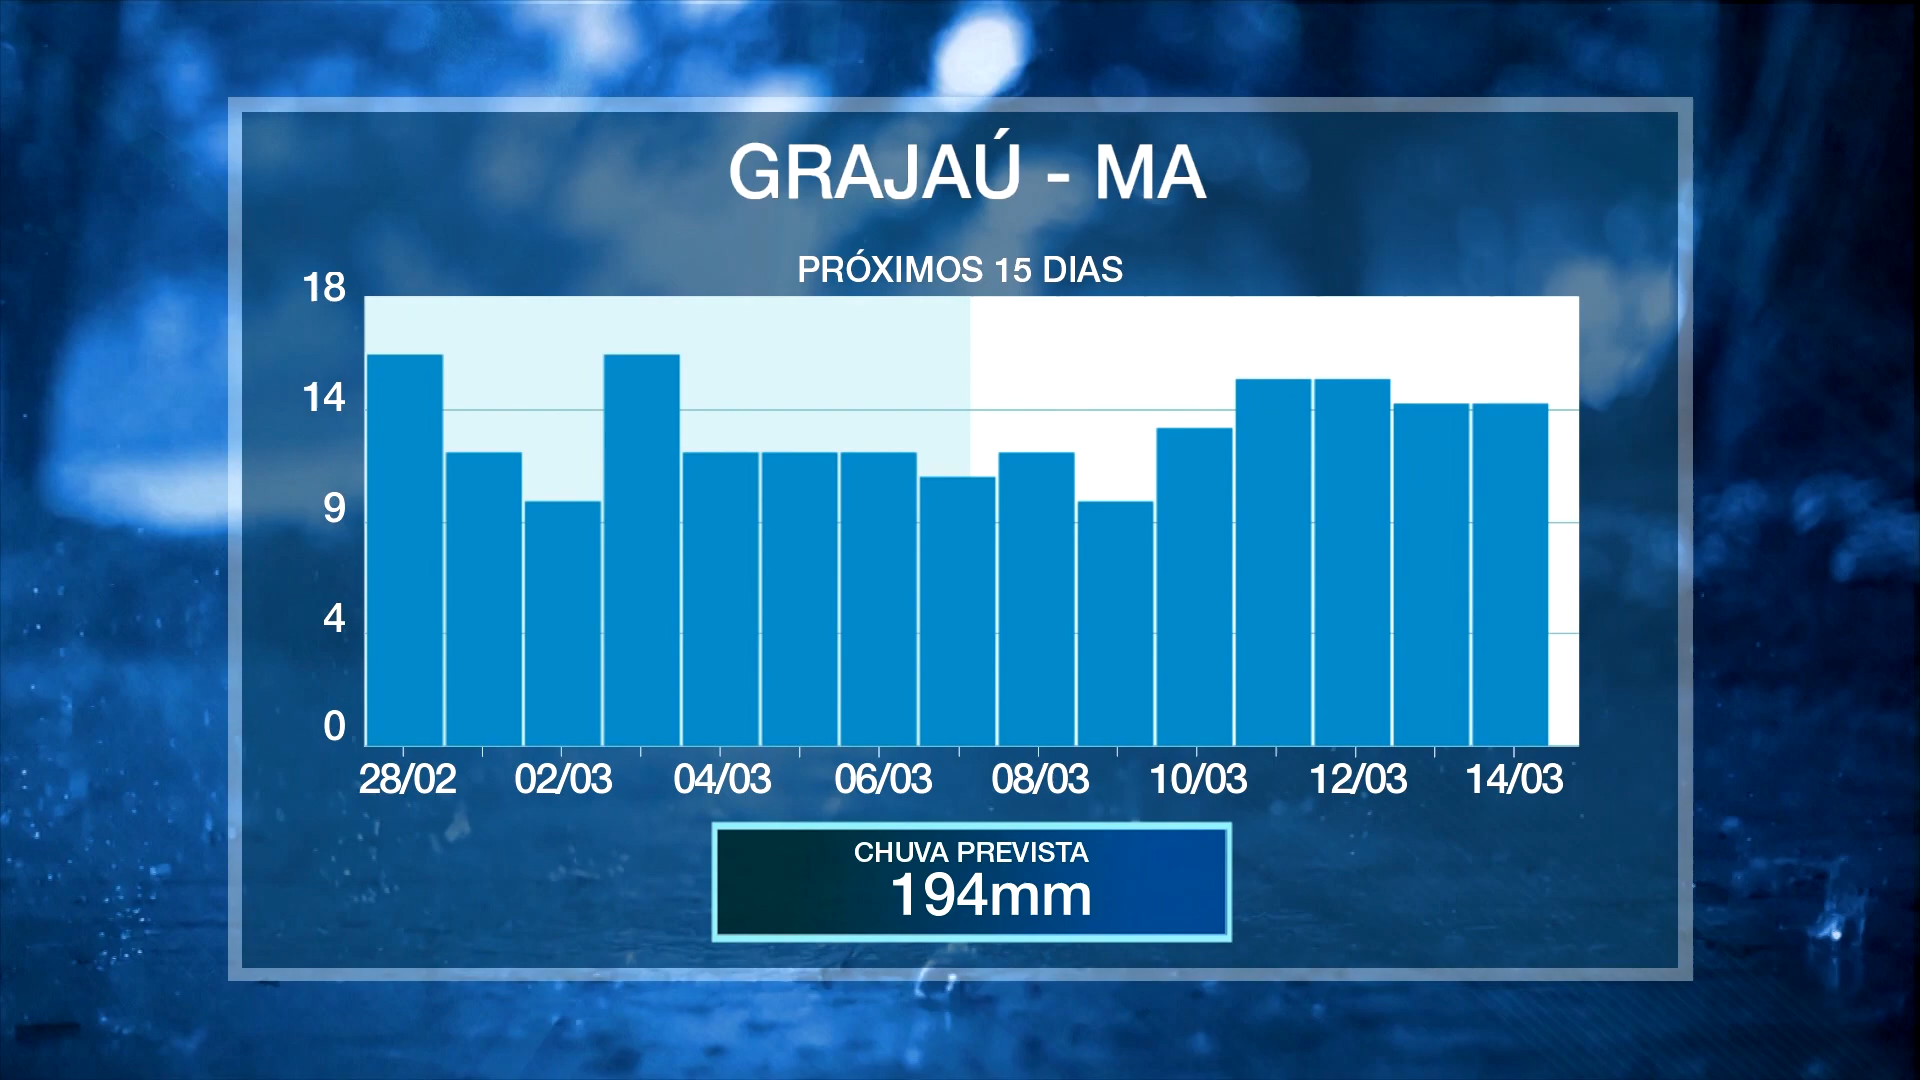 GRAJAÚ - MA
PRÓXIMOS 15 DIAS
18
14
9
4
0
28/02 02/03 04/03 06/03 08/03 10/03 12/03 14/03
CHUVA PREVISTA
194mm